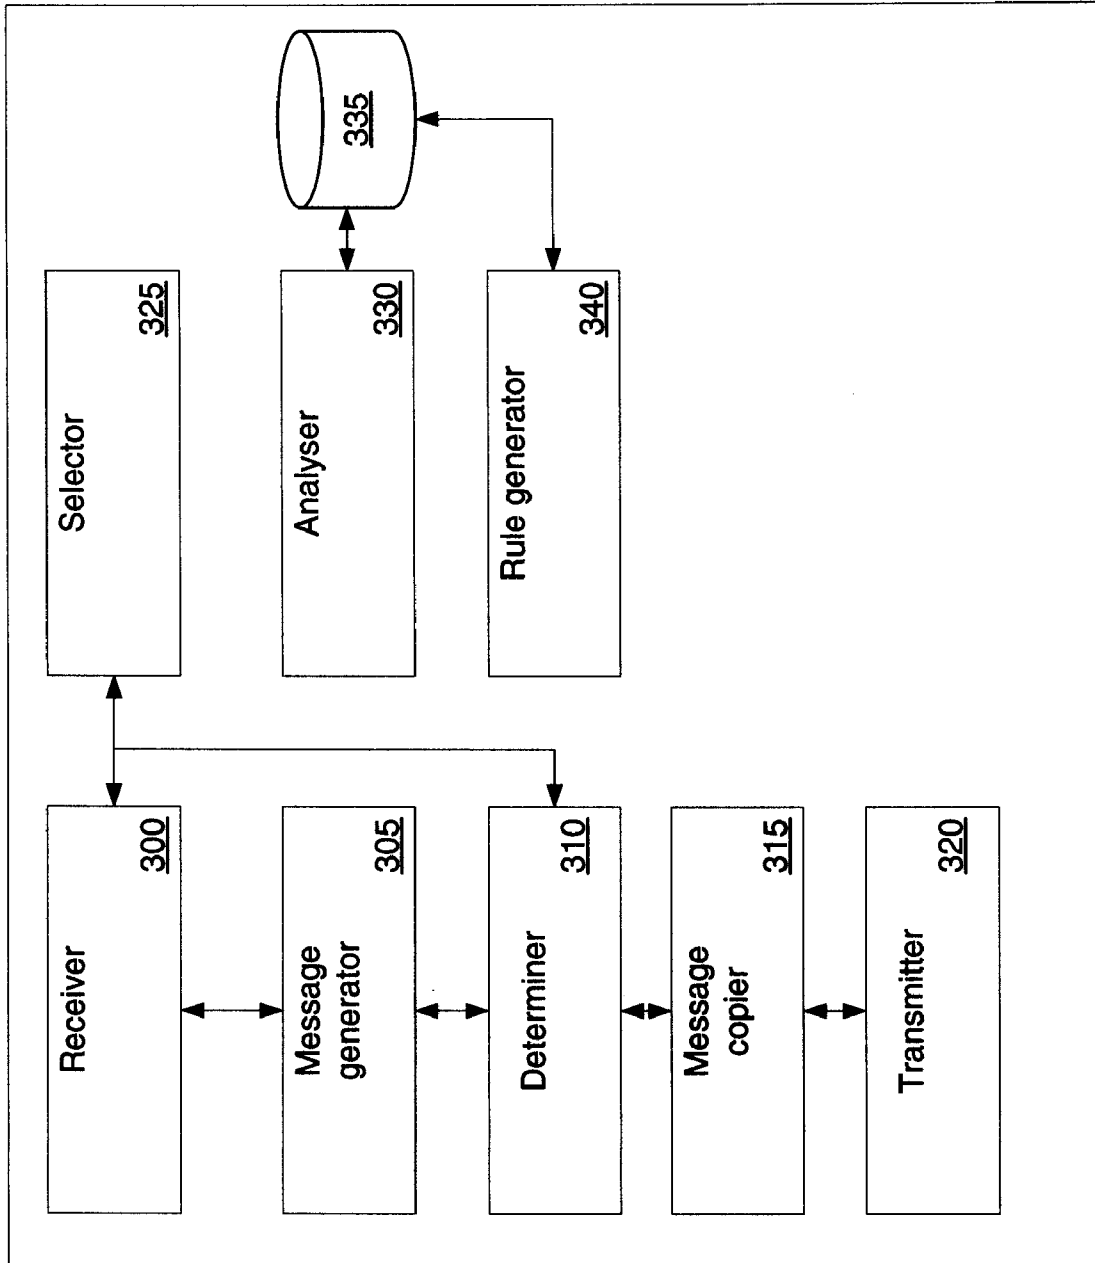 Receiver
300
Message
generator
305
Determiner
310
Message
copier
315
Transmitter
320
Selector
325
Analyser
330
335
Rule generator
340